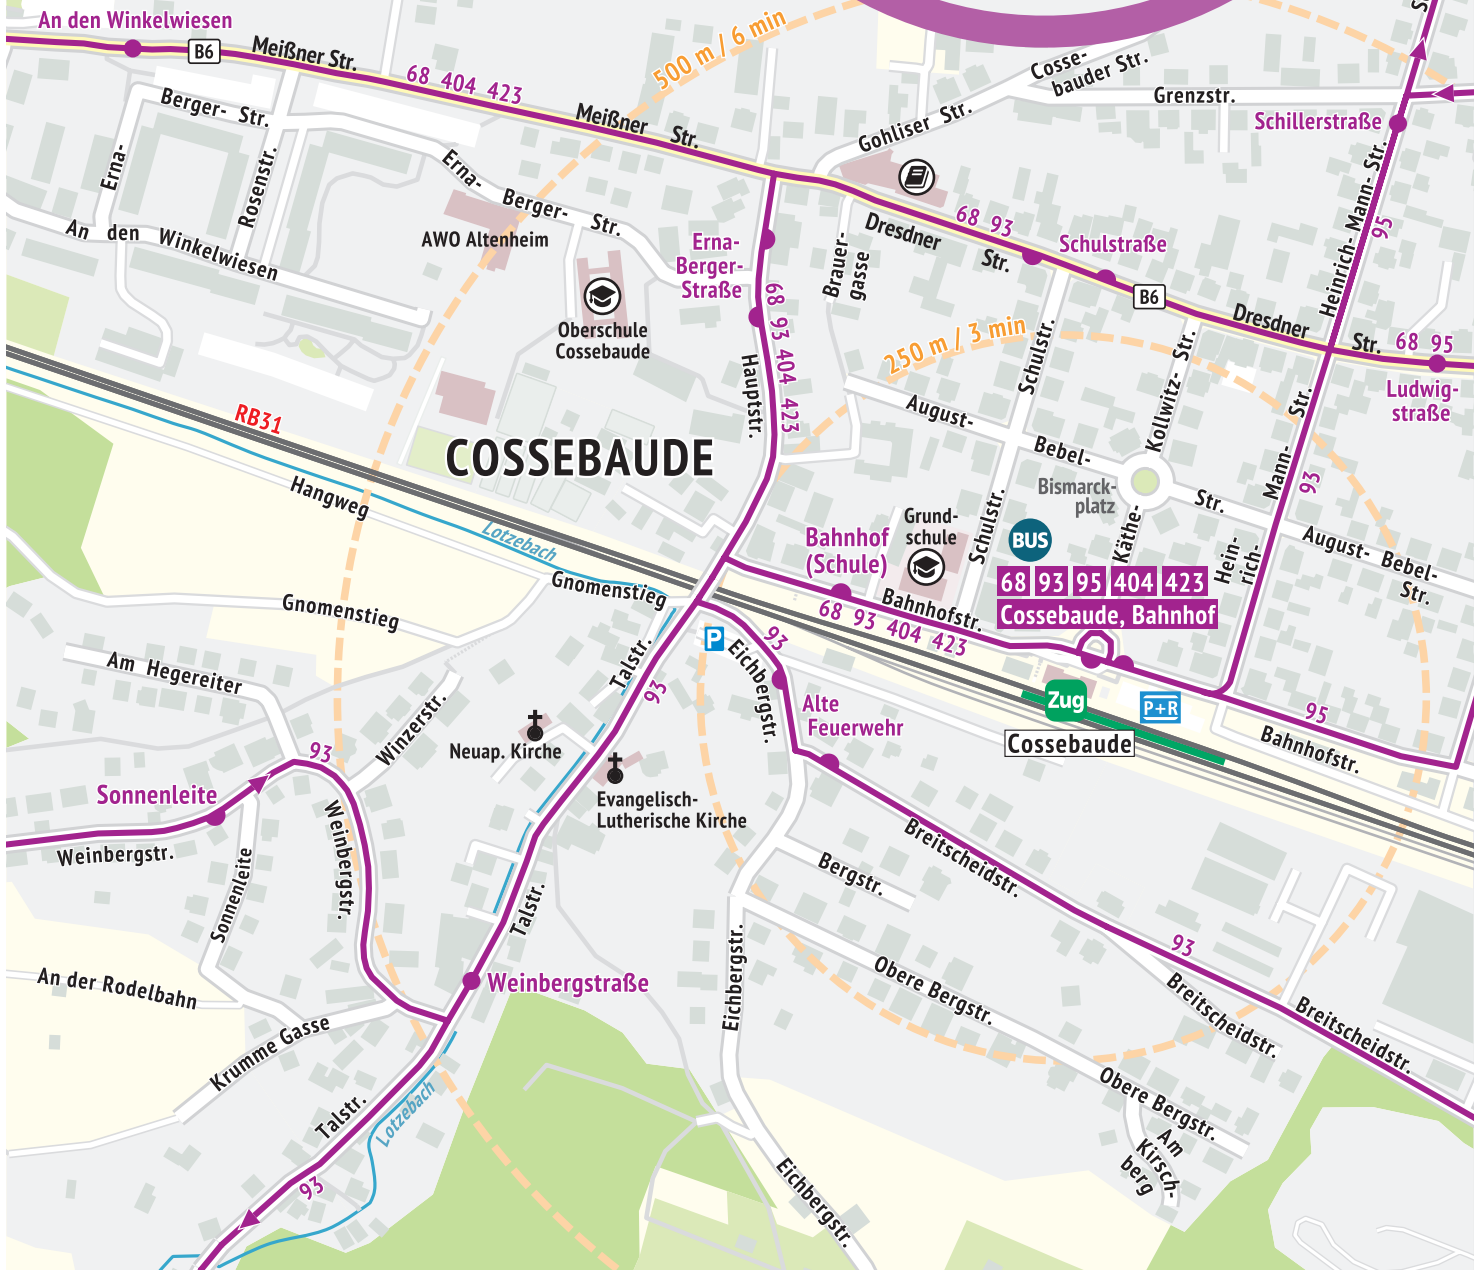 An den Winkelwiesen
B6
Meißner Str.
68 404 423
500 m / 6 min
Meißner Str.
Cosse-
bauder Str.
Grenzstr.
Schillerstraße
Gohliser Str.
Berger- Str.
Erna-
Rosenstr.
Erna-
Berger- Str.
An den Winkelwiesen
AWO Altenheim
Oberschule
Cossebaude
Erna-
Berger-
Straße
68 93 404 423
Hauptstr.
Brauer-
gasse
68 93
Dresdner
Str.
Schulstraße
B6
Dresdner
Str.
68 95
Ludwig-
straße
Heinrich- Mann- Str.
95
250 m / 3 min
Schulstr.
Kollwitz- Str.
August-
Bebel-
Bismarck-
platz
Str.
Mann-
Str.
93
August- Bebel-
Str.
Käthe-
Hein-
rich-
RB31
COSSEBAUDE
Hangweg
Lotzebach
Gnomenstieg
Gnomenstieg
Bahnhof
(Schule)
Grund-
schule
Schulstr.
BUS
68 93 95 404 423
Cossebaude, Bahnhof
Bahnhofstr.
68 93 404 423
P
93
Eichbergstr.
Talstr.
93
Am Hegereiter
Winzerstr.
Neuap. Kirche
Evangelisch-
Lutherische Kirche
Alte
Feuerwehr
Zug
P+R
Cossebaude
95
Bahnhofstr.
93
Sonnenleite
Weinbergstr.
Weinbergstr.
Sonnenleite
Breitscheidstr.
Bergstr.
Talstr.
Eichbergstr.
Obere Bergstr.
93
Breitscheidstr.
Breitscheidstr.
An der Rodelbahn
Weinbergstraße
Krumme Gasse
Talstr.
Lotzebach
93
Obere Bergstr.
Am
Kirsch-
berg
Eichbergstr.